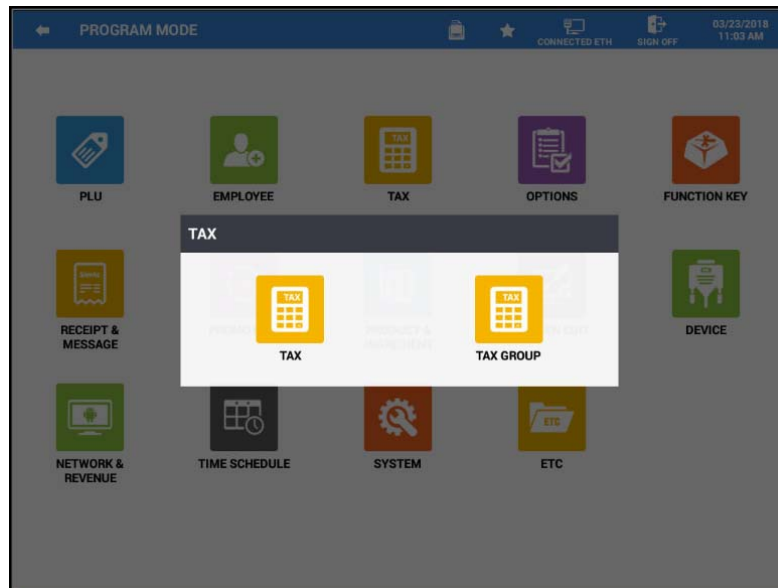 PROGRAM MODE
CONNECTED ETH
SIGN OFF
03/23/2018
11:03 AM
PLU
EMPLOYEE
TAX
TAX
OPTIONS
FUNCTION KEY
TAX
RECEIPT &
MESSAGE
TAX
TAX
TAX
TAX GROUP
DEVICE
NETWORK &
REVENUE
TIME SCHEDULE
SYSTEM
ETC
ETC